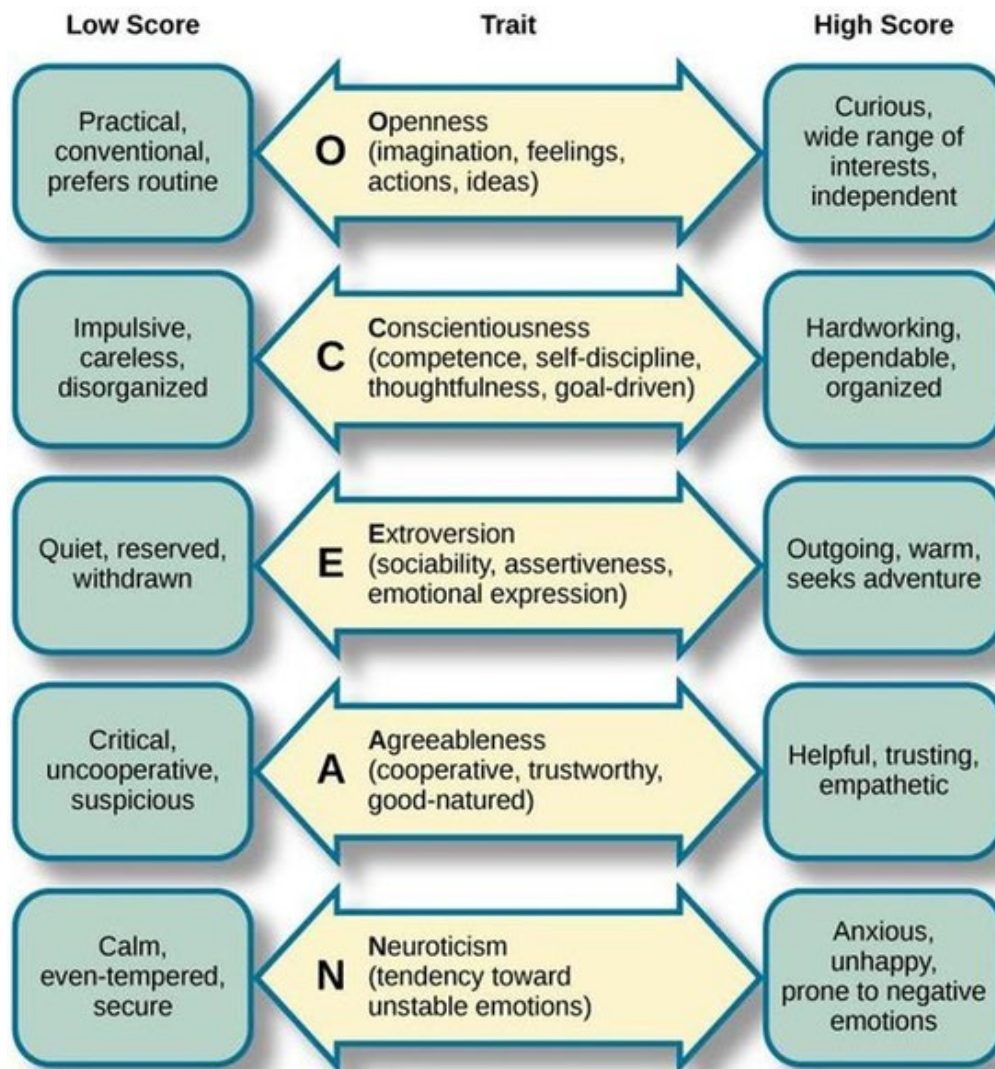 Low Score
Trait
High Score
Practical,
conventional,
prefers routine
O
Openness
(imagination, feelings,
actions, ideas)
Curious,
wide range of
interests,
independent
Impulsive,
careless,
disorganized
C
Conscientiousness
(competence, self-discipline,
thoughtfulness, goal-driven)
Hardworking,
dependable,
organized
Quiet, reserved,
withdrawn
E
Extroversion
(sociability, assertiveness,
emotional expression)
Outgoing, warm,
seeks adventure
Critical,
uncooperative,
suspicious
A
Agreeableness
(cooperative, trustworthy,
good-natured)
Helpful, trusting,
empathetic
Calm,
even-tempered,
secure
N
Neuroticism
(tendency toward
unstable emotions)
Anxious,
unhappy,
prone to negative
emotions